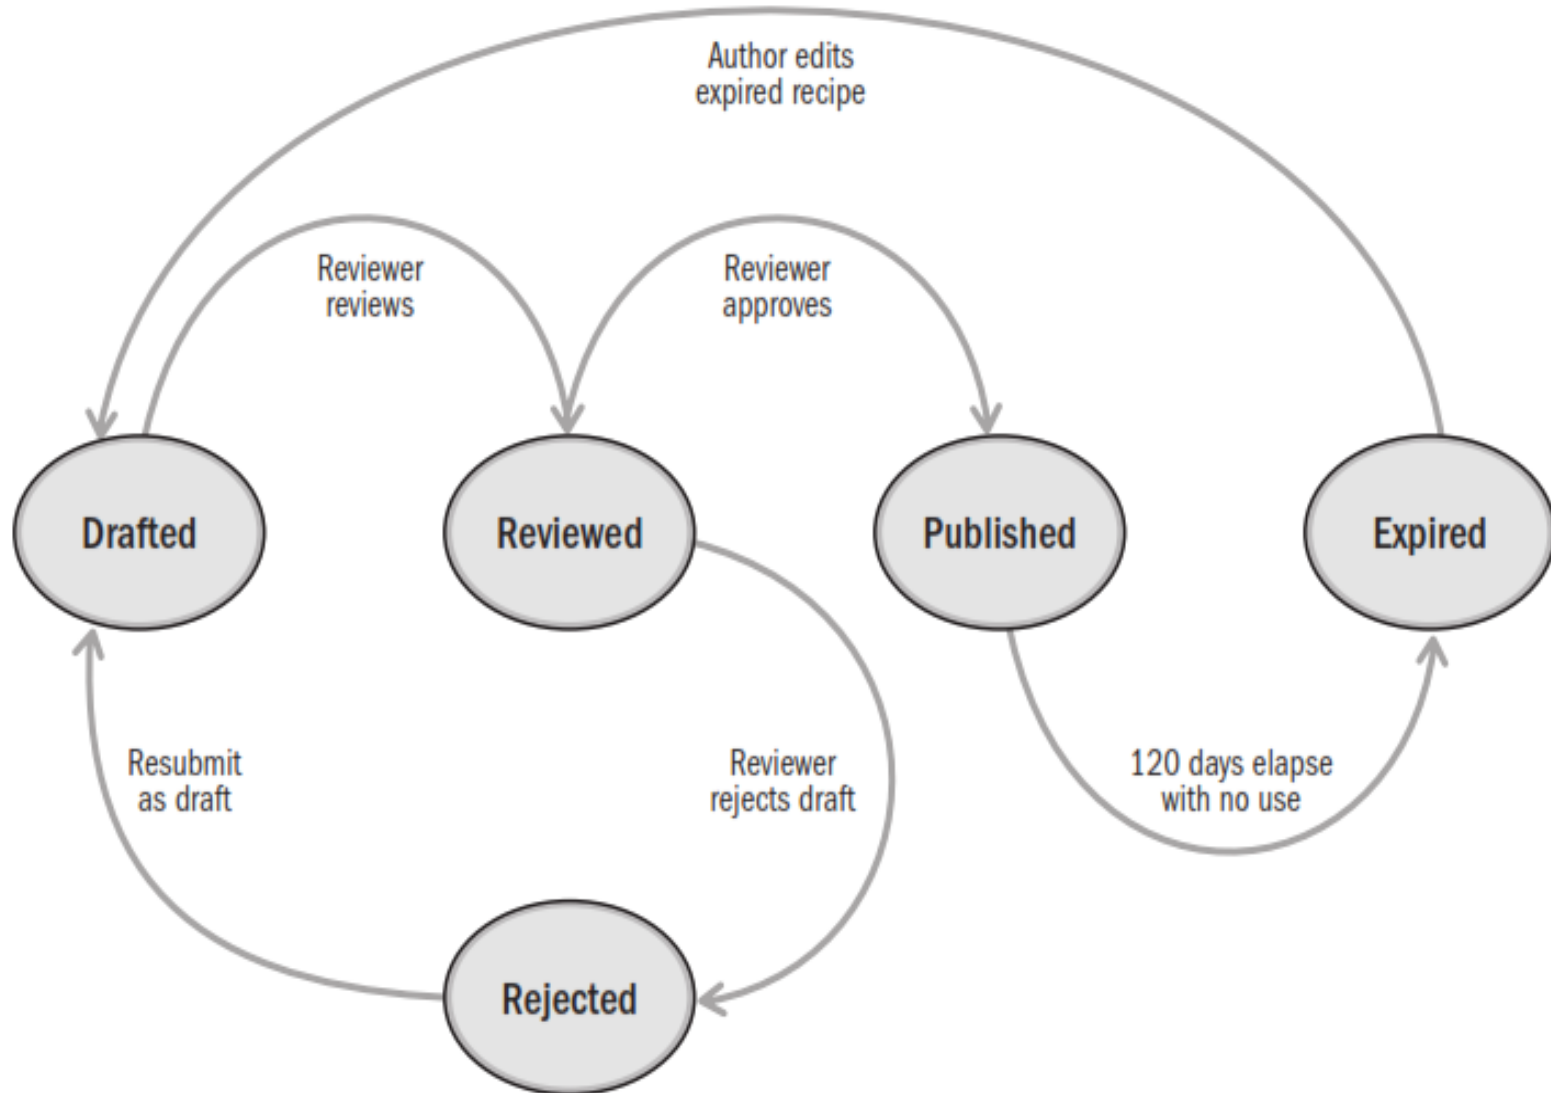 Author edits
expired recipe
Reviewer
reviews
Reviewer
approves
Drafted
Reviewed
Published
Expired
Resubmit
as draft
Reviewer
rejects draft
120 days elapse
with no use
Rejected